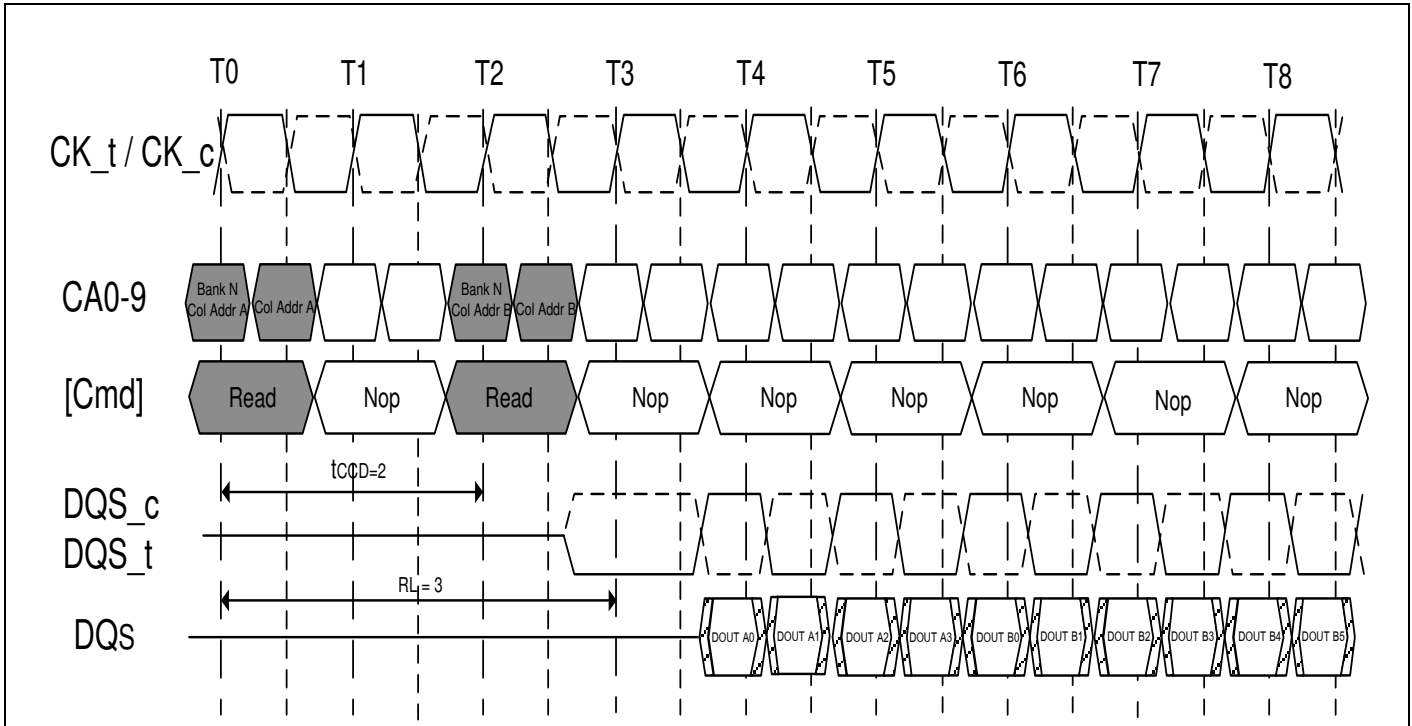 T0 T1 T2 T3 T4 T5 T6 T7 T8
CK_t / CK_c
CA0-9
Bank N
Col Addr A
Col Addr A
Bank N
Col Addr B
Col Addr B
[Cmd]
Read Nop Read Nop Nop Nop Nop Nop Nop
tCCD=2
DQS_c
DQS_t
RL = 3
DQs
DOUT A0 DOUT A1 DOUT A2 DOUT A3 DOUT B0 DOUT B1 DOUT B2 DOUT B3 DOUT B4 DOUT B5